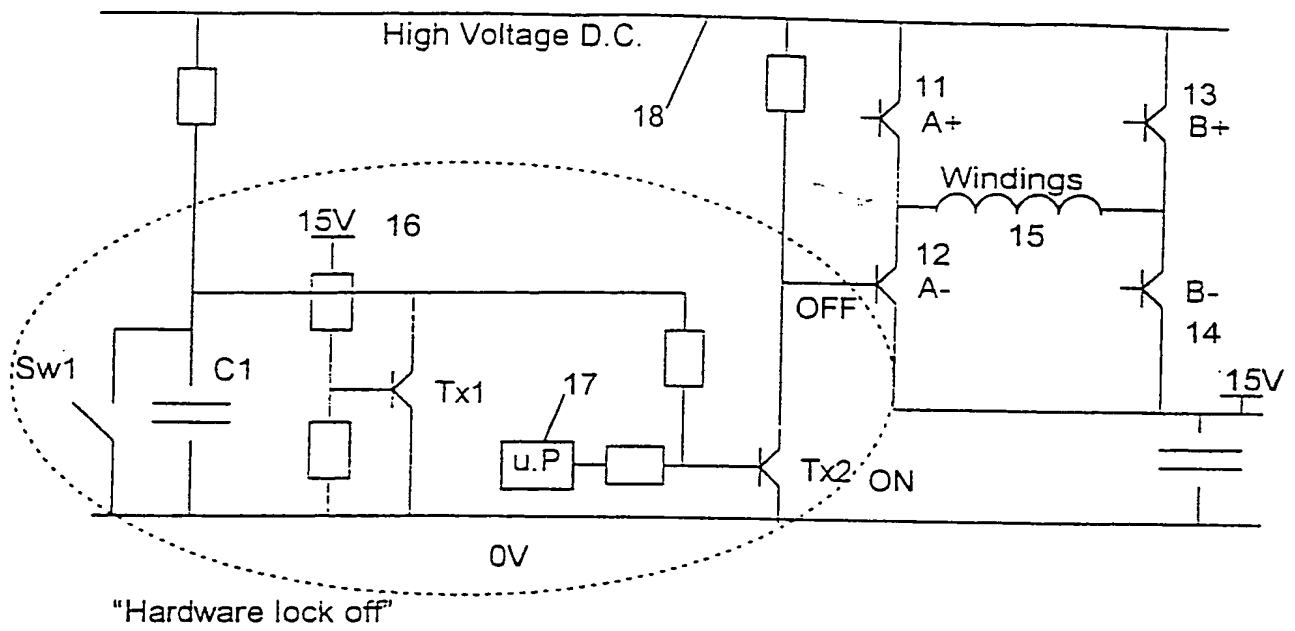 High Voltage D.C.
18
11
A+
13
B+
Windings
15
15V
16
12
A-
OFF
B-
14
Sw1
C1
Tx1
17
u.P
Tx2
ON
15V
0V
"Hardware lock off"